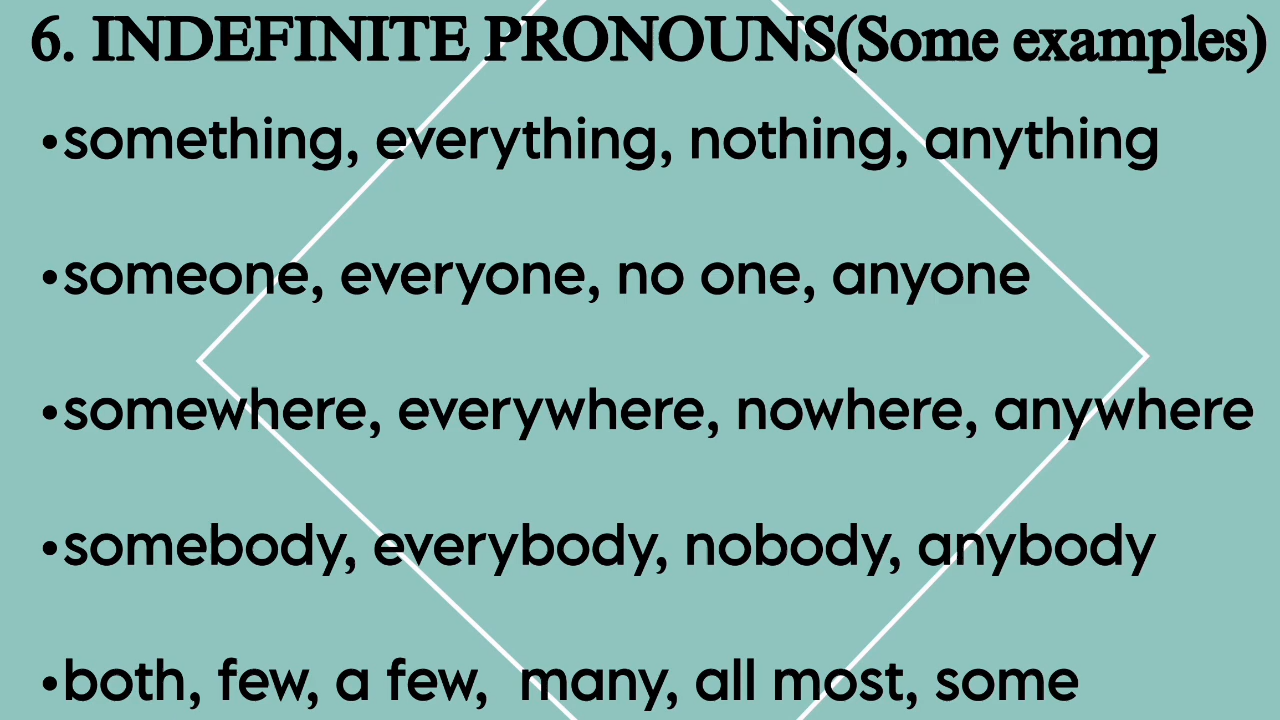 6. INDEFINITE PRONOUNS(Some examples)
•something, everything, nothing, anything
•someone, everyone, no one, anyone
•somewhere, everywhere, nowhere, anywhere
•somebody, everybody, nobody, anybody
•both, few, a few, many, all most, some